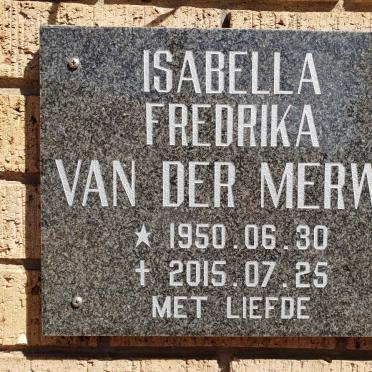 ISABELLA
FREDRIKA
VAN DER MERW
★ 1950.06.30
✝ 2015.07.25
MET LIEFDE